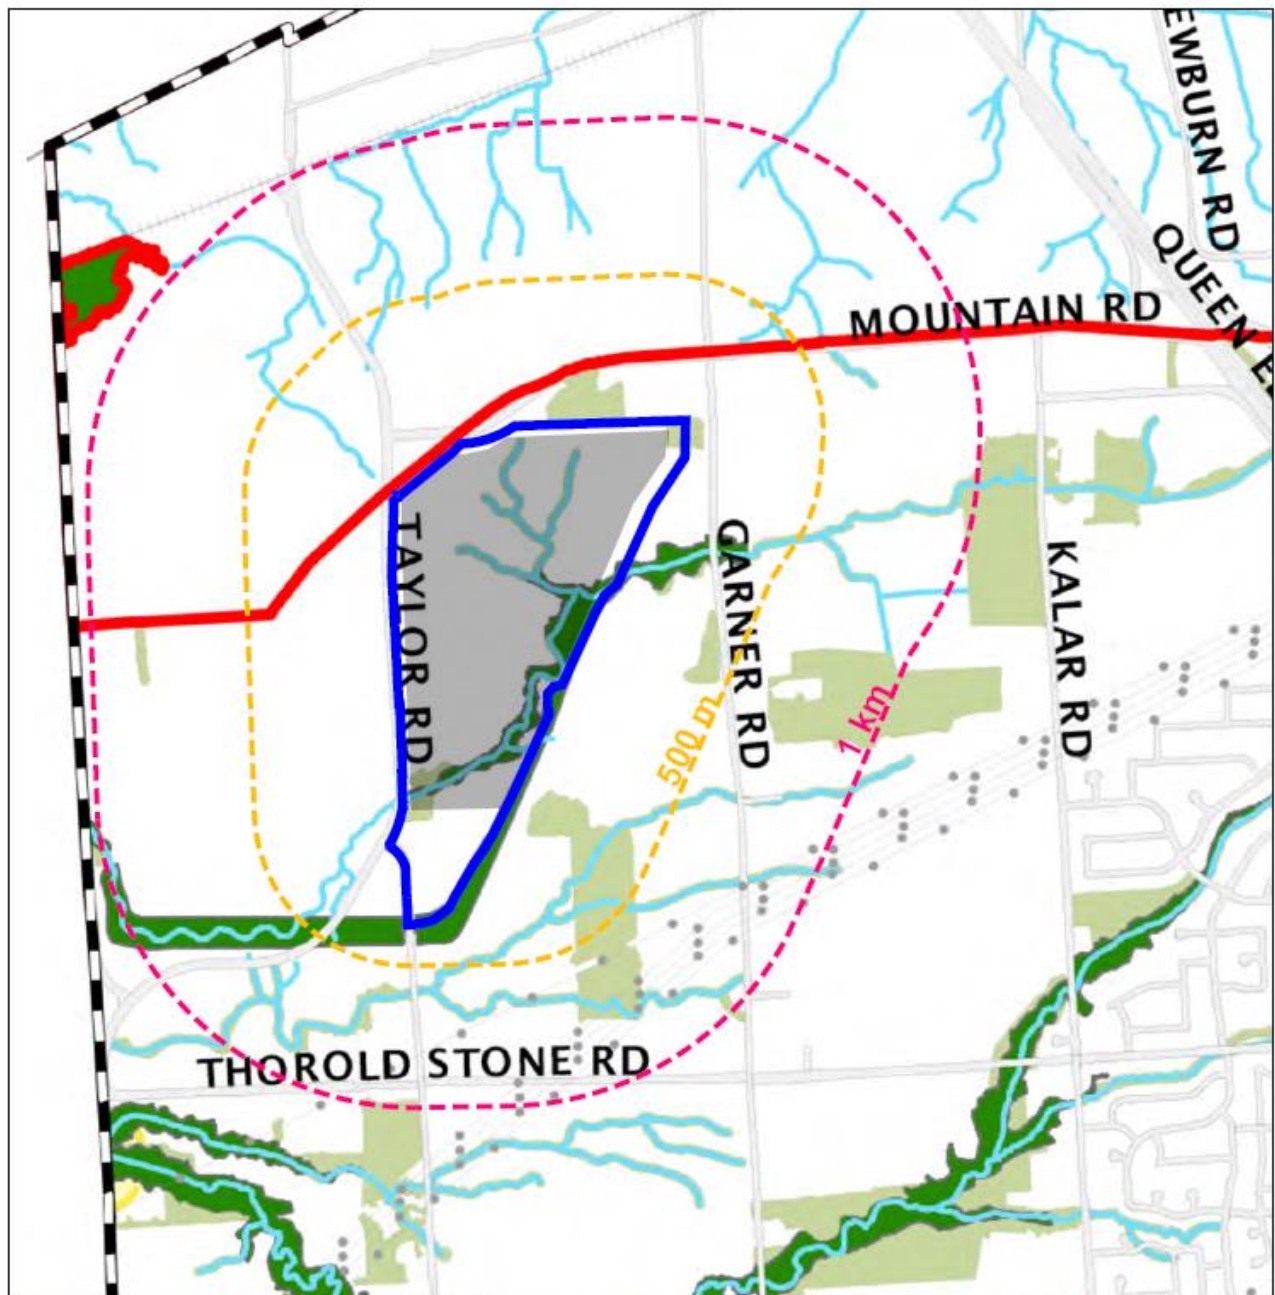 EWBURN RD
QUEEN E
MOUNTAIN RD
TAYLOR RD
GARNER RD
KALAR RD
500 m
1 km
THOROLD STONE RD